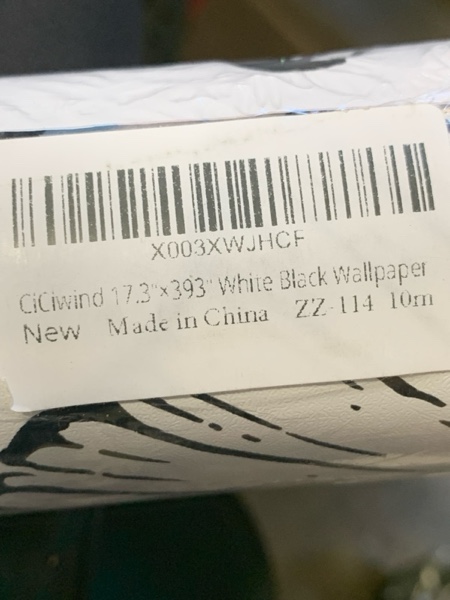 X003XWJHCF
CiCiwind 17.3"×393" White Black Wallpaper
New Made in China ZZ-114 10m